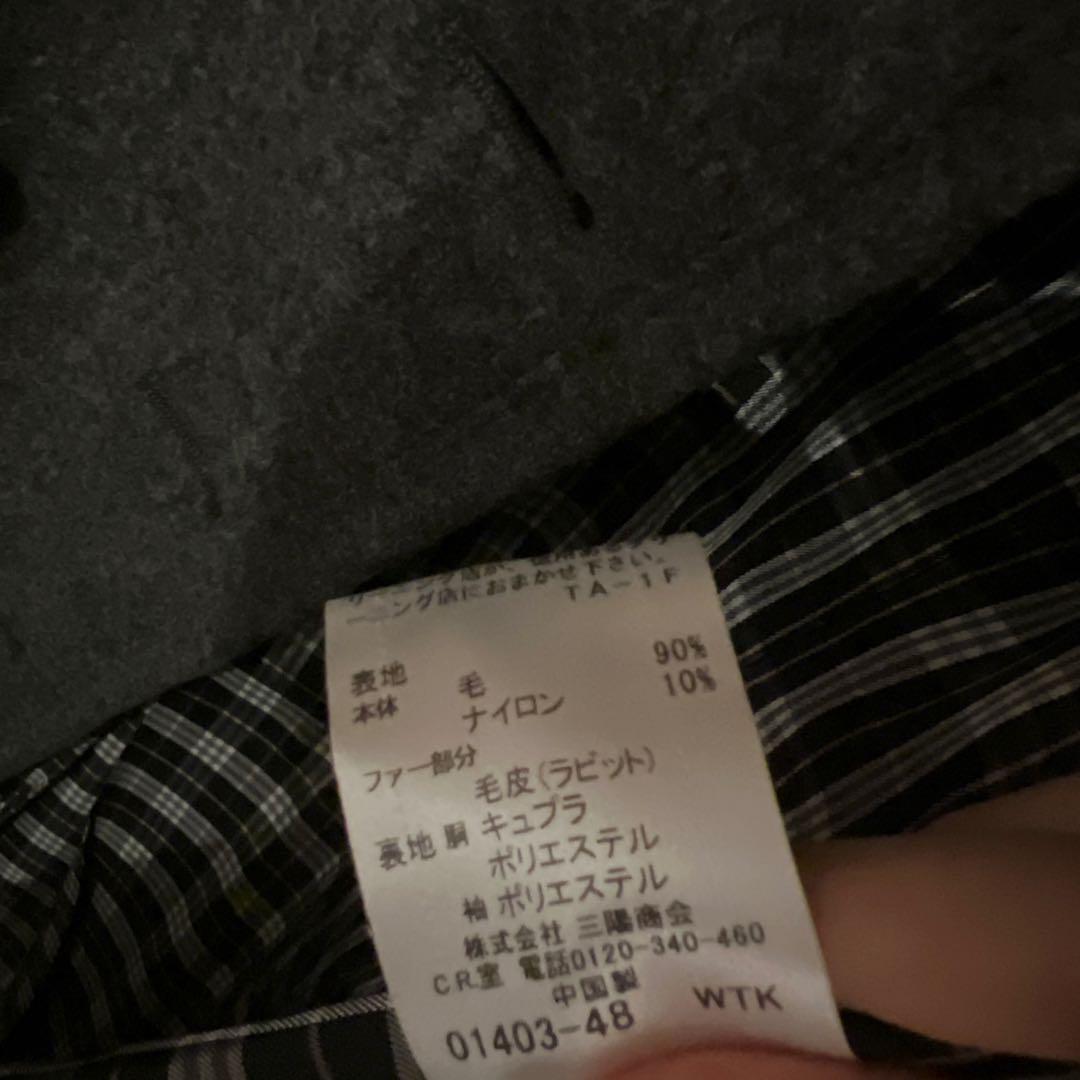 ーニング店におまかせ下さい。
TA-1F
表地 毛 90%
本体 ナイロン 10%
ファー部分
毛皮(ラビット)
裏地 胴 キュプラ
ポリエステル
袖 ポリエステル
株式会社 三陽商会
C R.室 電話0120-340-460
中国製
01403-48 WTK